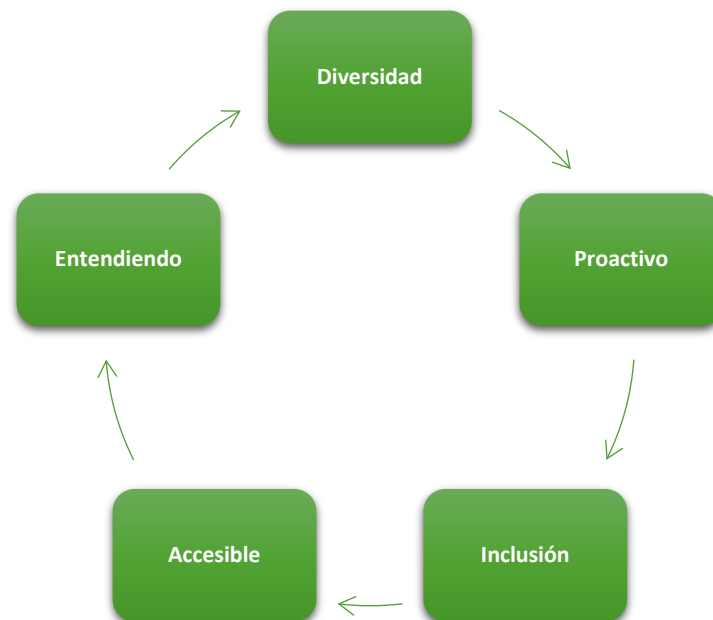 Diversidad
Proactivo
Inclusión
Accesible
Entendiendo